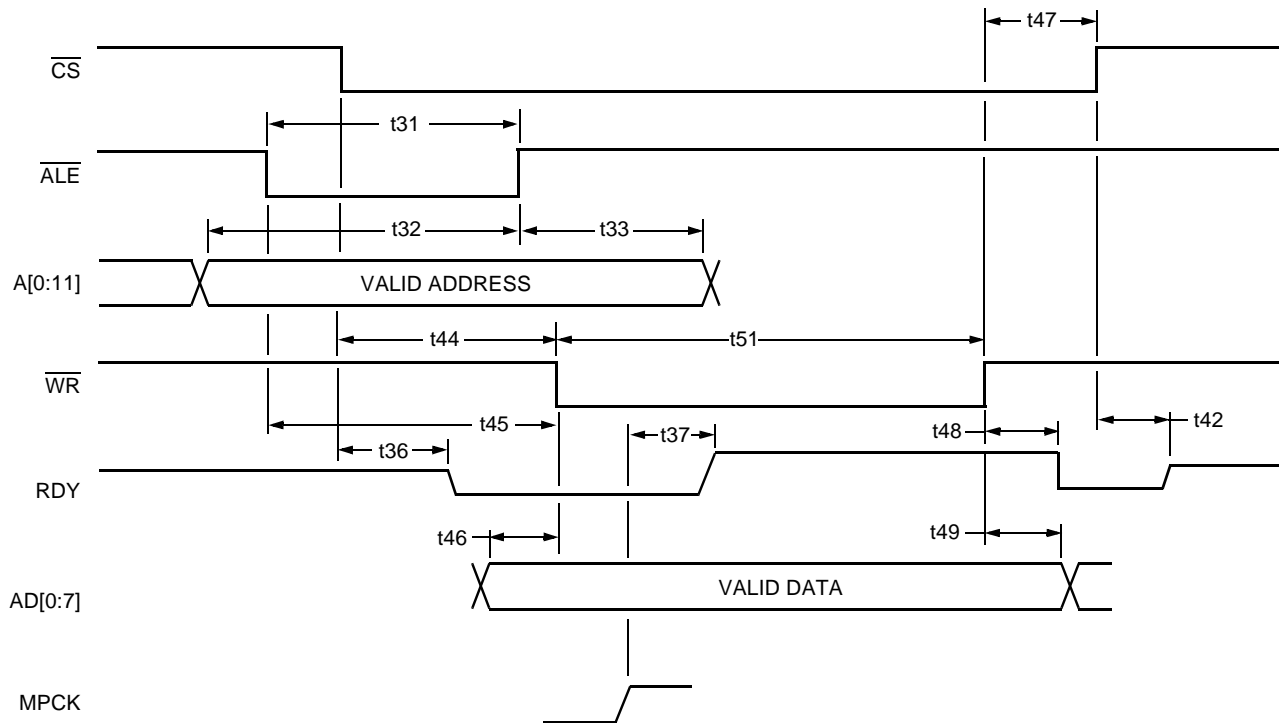 t47
CS
t31
ALE
t32 t33
A[0:11] VALID ADDRESS
t44 t51
WR
t45 t37 t48 t42
t36
RDY
t46 t49
AD[0:7] VALID DATA
MPCK